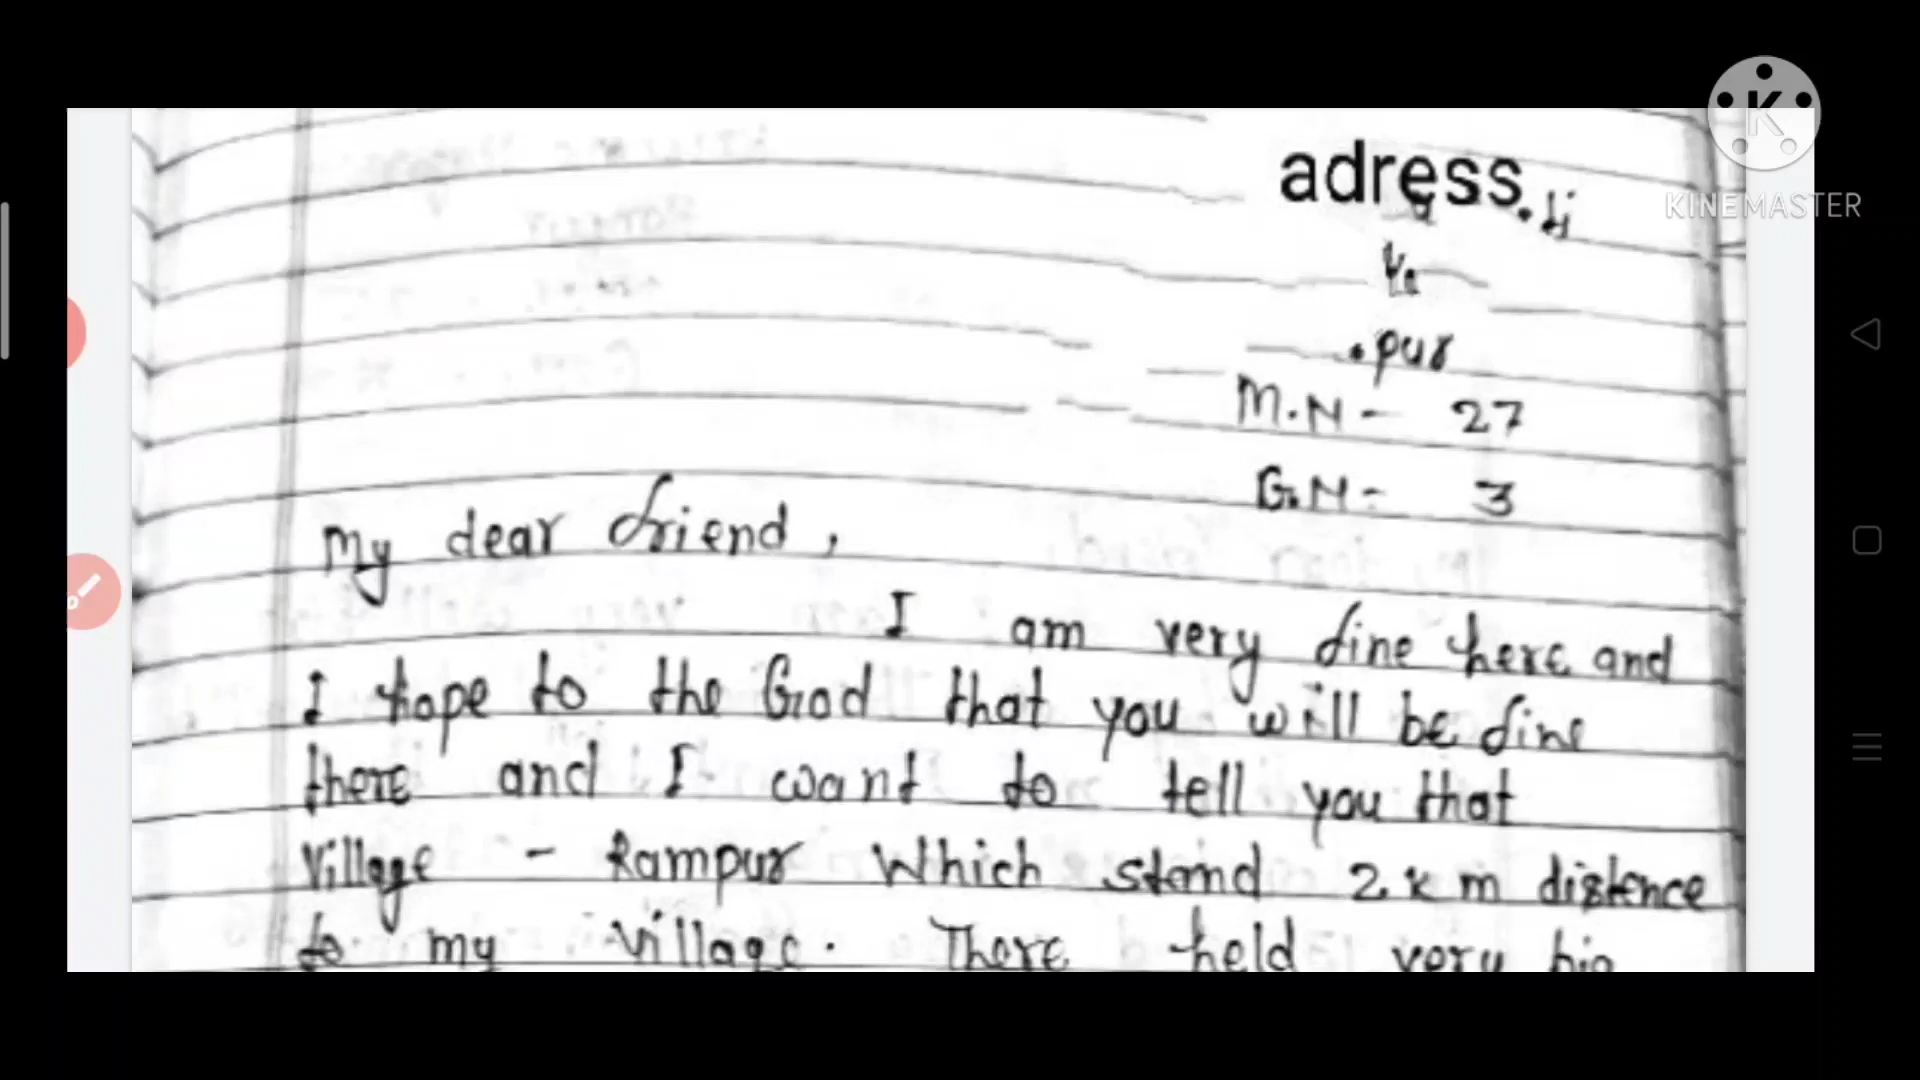 adress.
KINEMASTER
pur
M.N - 27
G.N - 3
My dear friend,
I am very fine here and
I hope to the God that you will be fine
there and I want to tell you that
Village - Rampur Which stand 2 km distence
to my village. There held very big